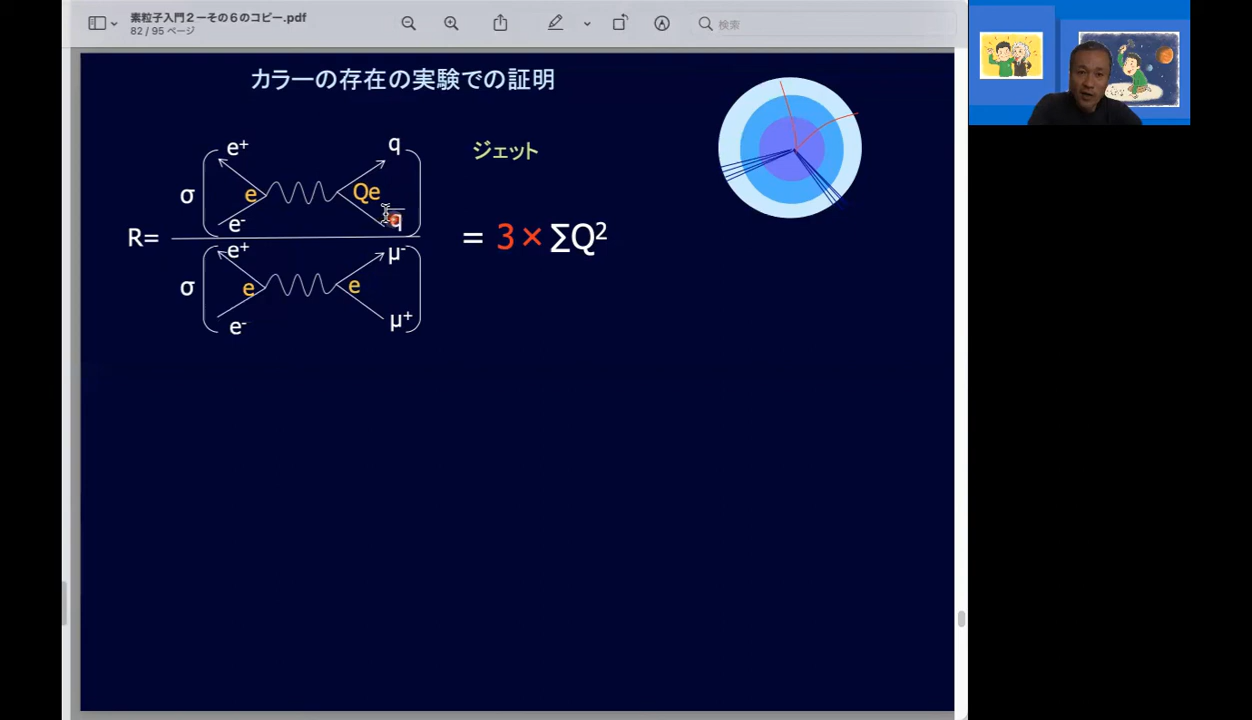 素粒子入門2ーその6のコピー.pdf
82 / 95 ページ
検索
カラーの存在の実験での証明
e⁺ q ジェット
σ e Qe
e⁻ q̅
R= = 3 × ∑Q²
e⁺ μ⁻
σ e e
e⁻ μ⁺